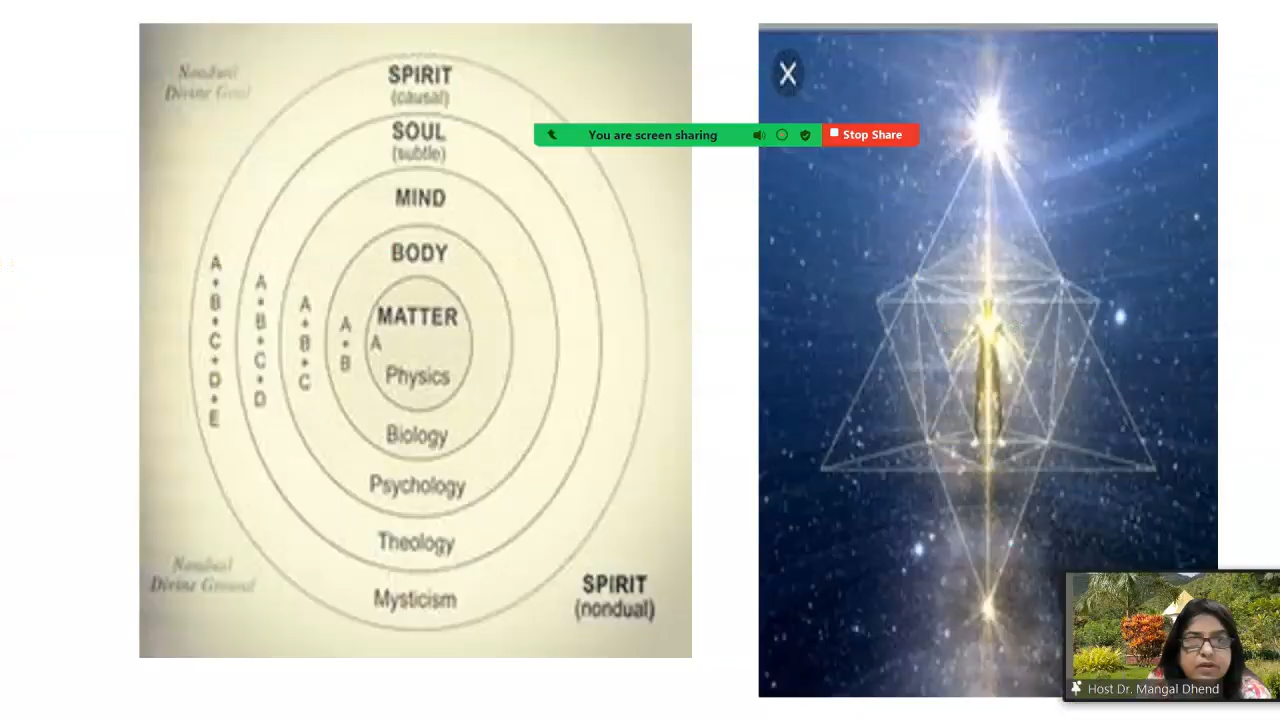 Nondual
Divine Goal
SPIRIT
(causal)
SOUL
(subtle)
MIND
BODY
MATTER
A
Physics
Biology
Psychology
Theology
Mysticism
A
+
B
A
+
B
+
C
A
+
B
+
C
+
D
A
+
B
+
C
+
D
+
E
Nondual
Divine Ground
SPIRIT
(nondual)
You are screen sharing
Stop Share
Host Dr. Mangal Dhend